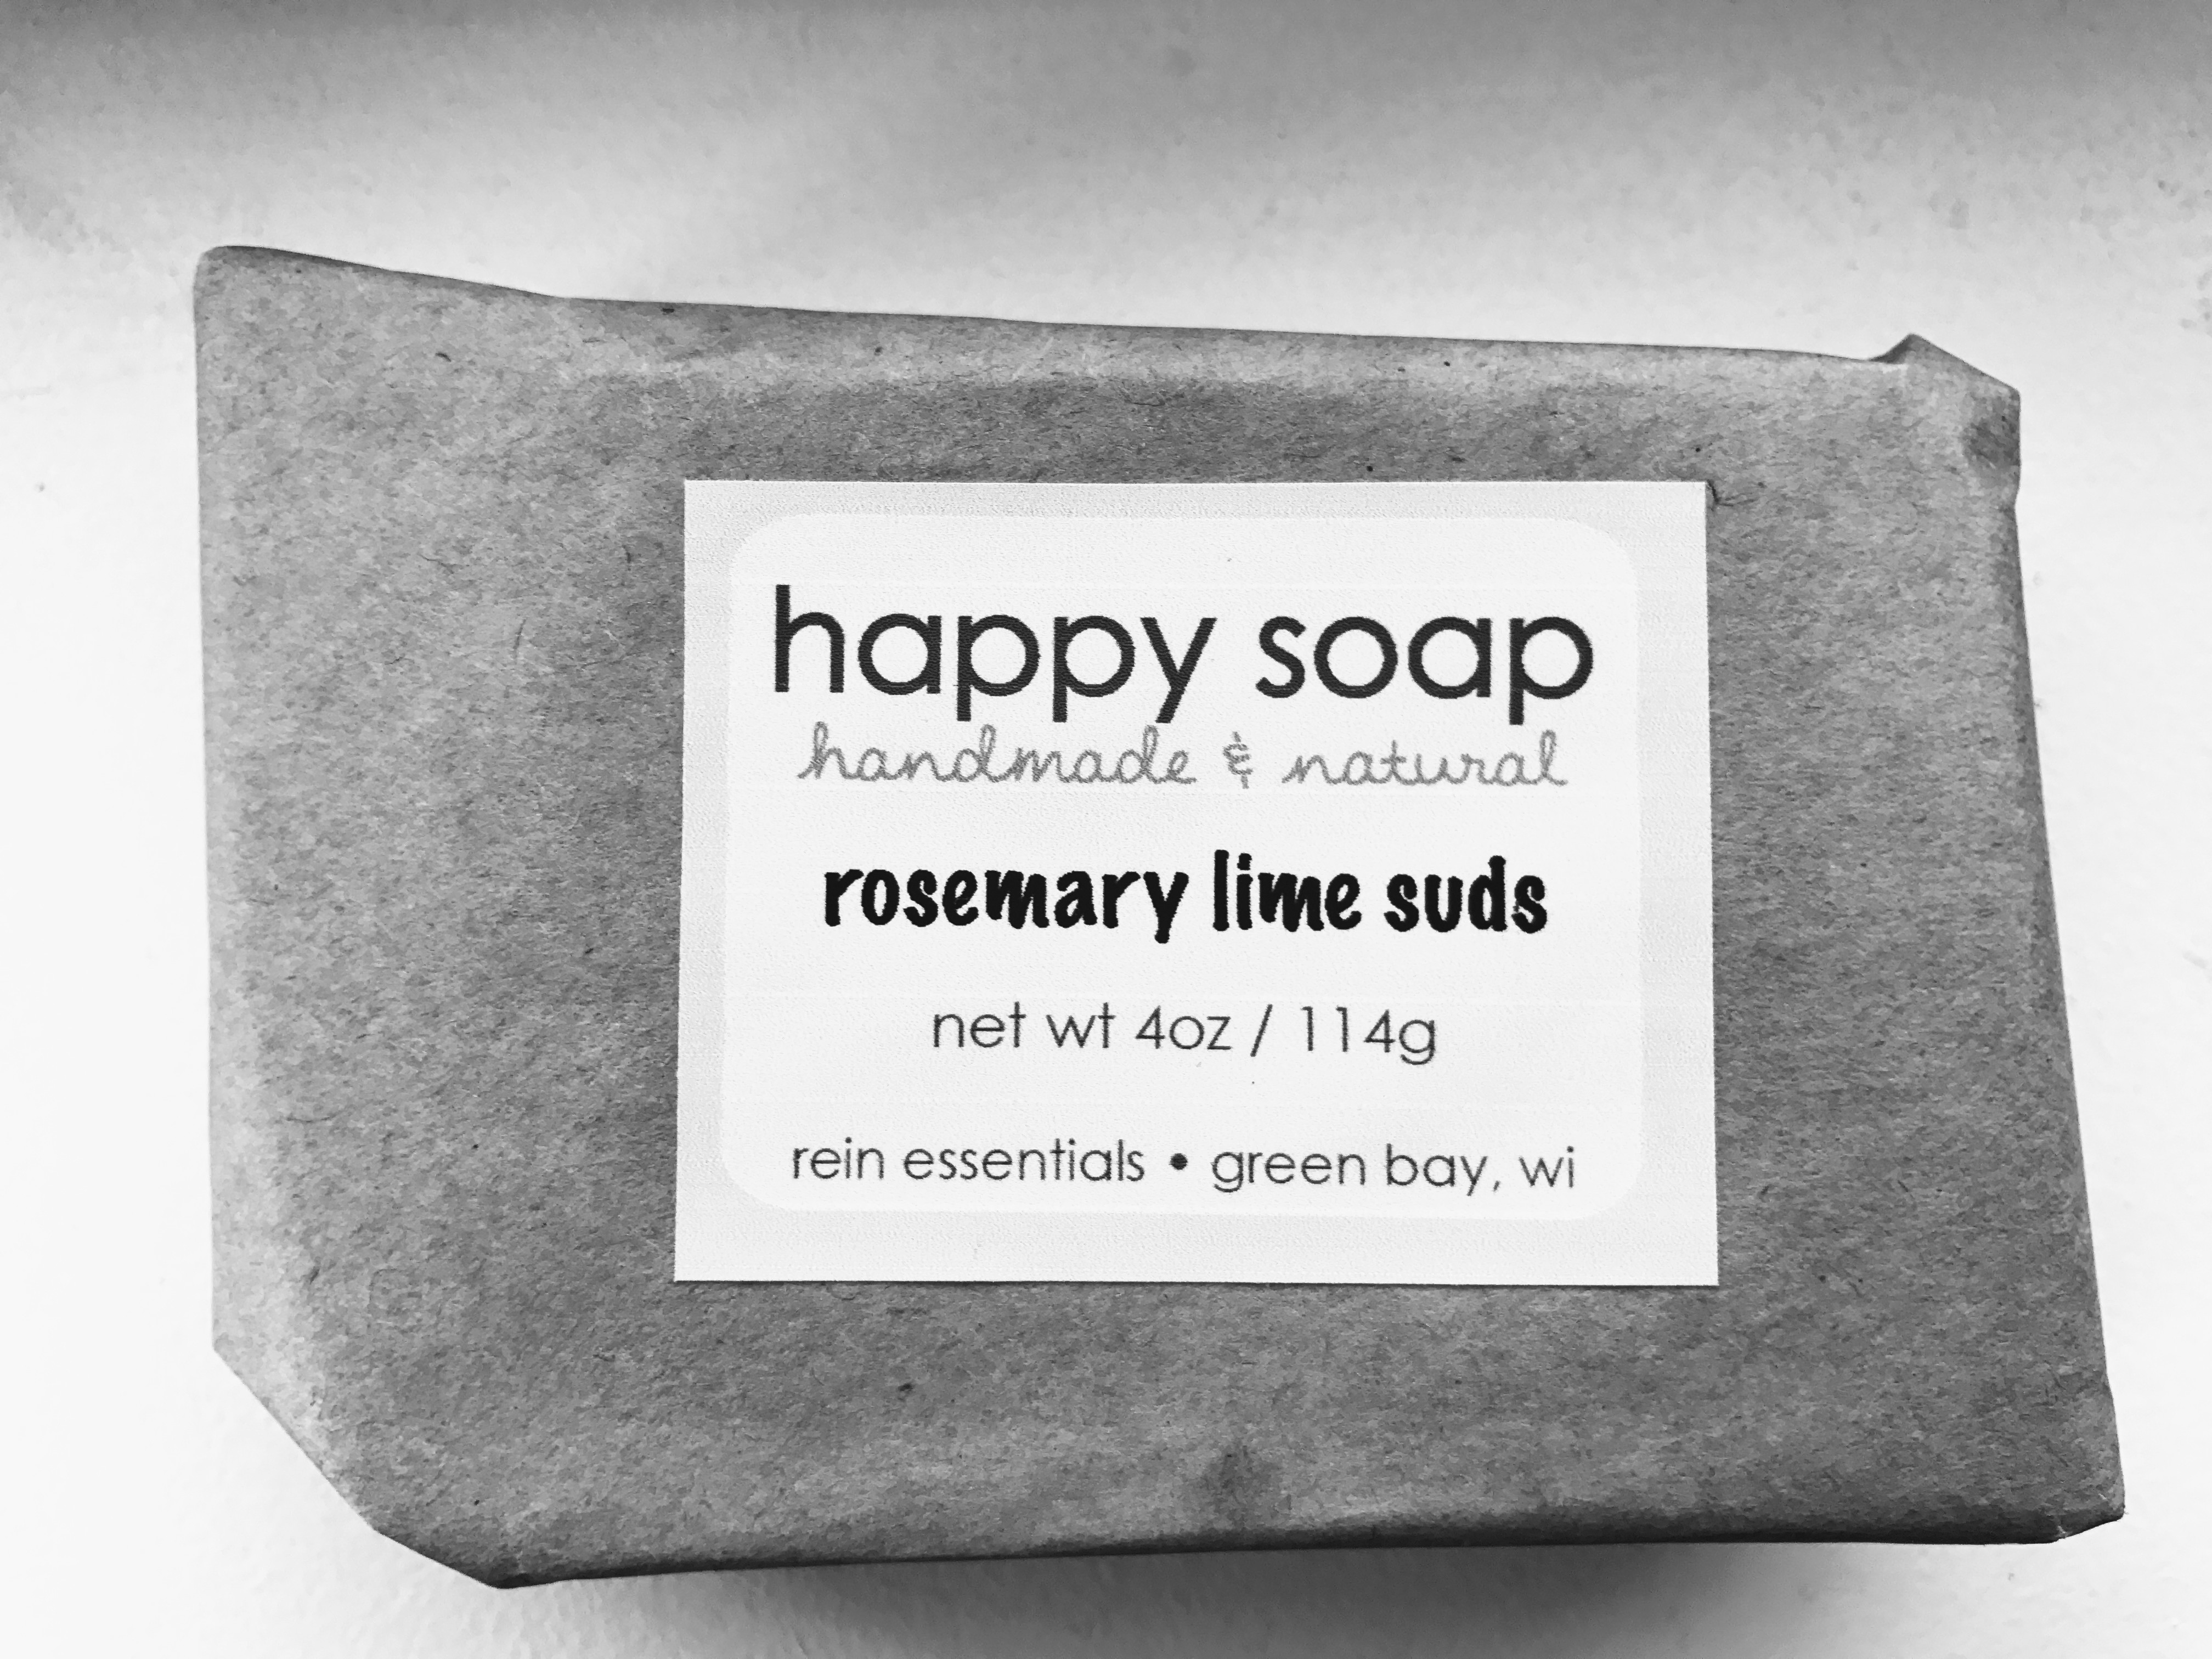 happy soap
handmade & natural
rosemary lime suds
net wt 4oz / 114g
rein essentials • green bay, wi